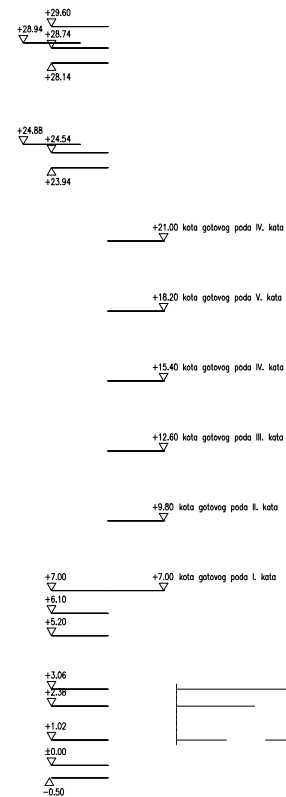 +29.60
+28.94
+28.74
+28.14
+24.88
+24.54
+23.94
+21.00 kota gotovog poda IV. kata
+18.20 kota gotovog poda V. kata
+15.40 kota gotovog poda IV. kata
+12.60 kota gotovog poda III. kata
+9.80 kota gotovog poda II. kata
+7.00 +7.00 kota gotovog poda I. kata
+6.10
+5.20
+3.06
+2.38
+1.02
±0.00
-0.50